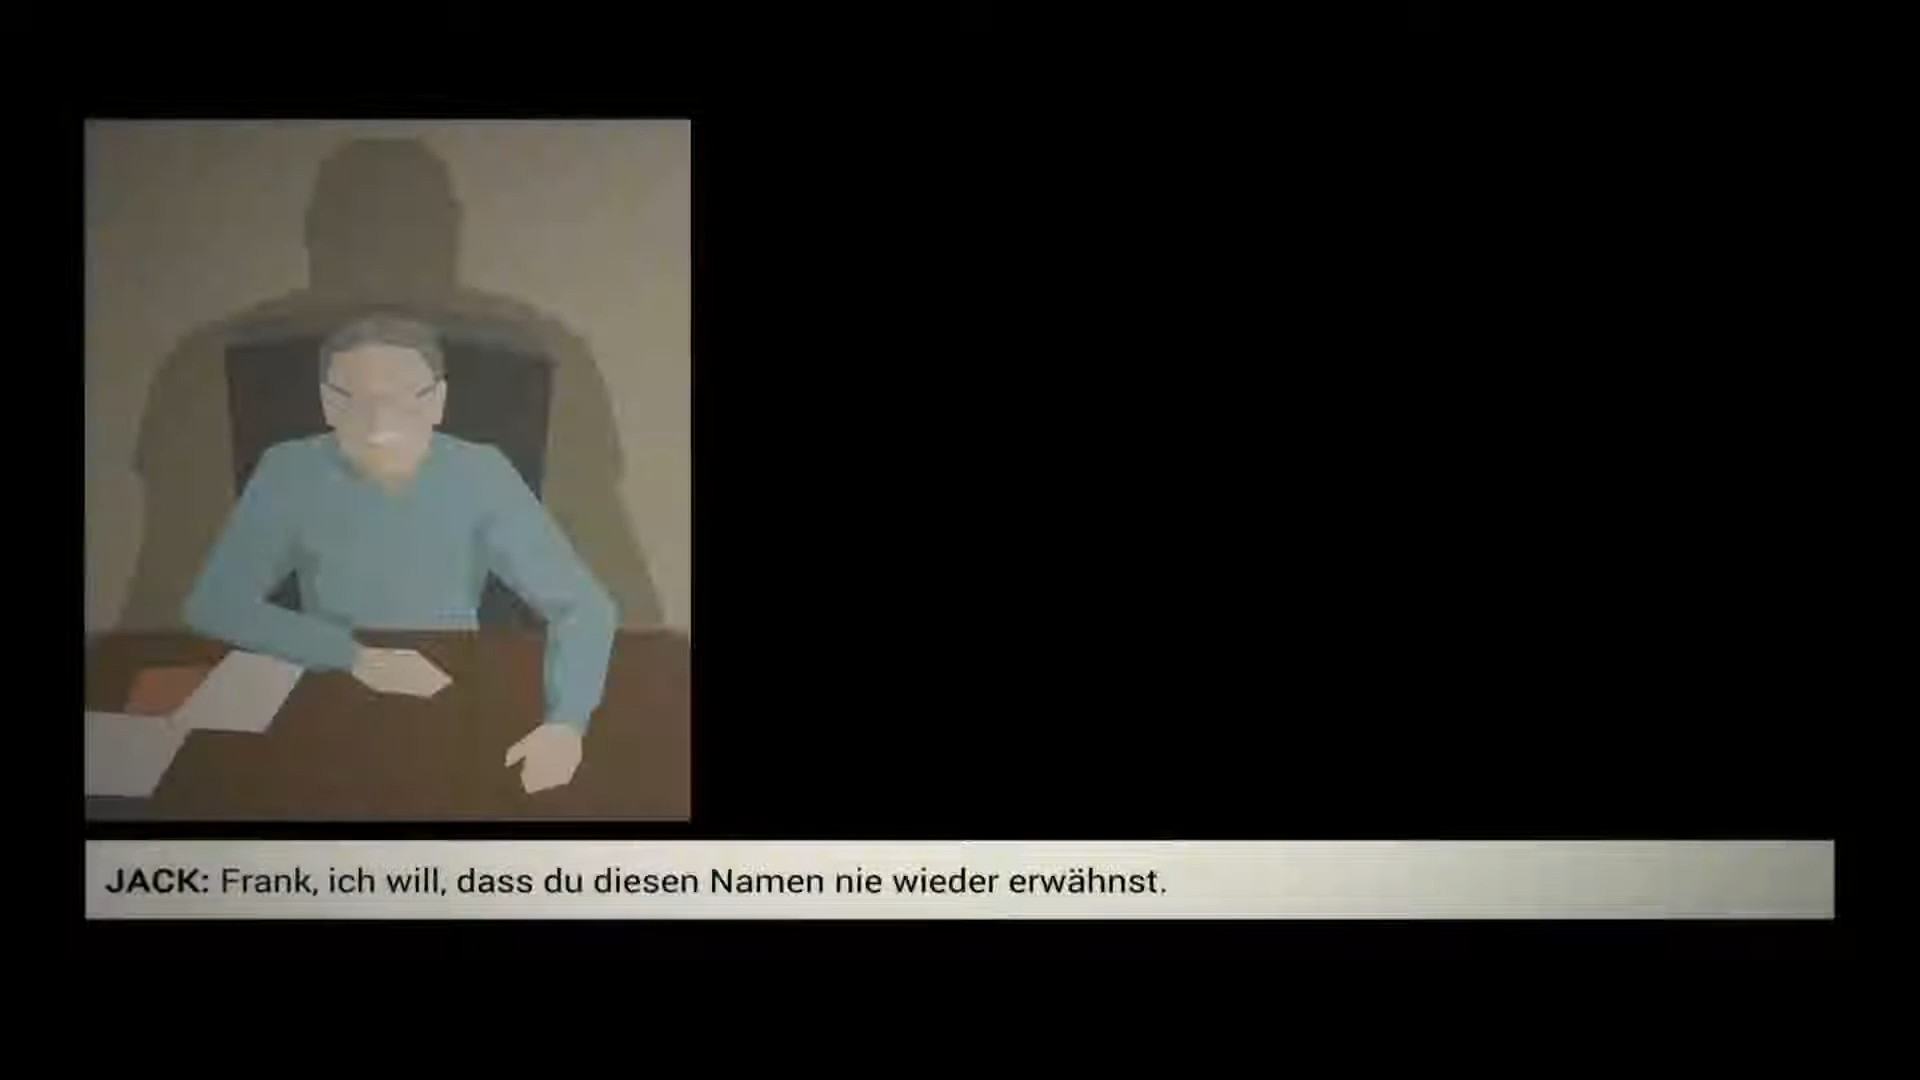 JACK: Frank, ich will, dass du diesen Namen nie wieder erwähnst.